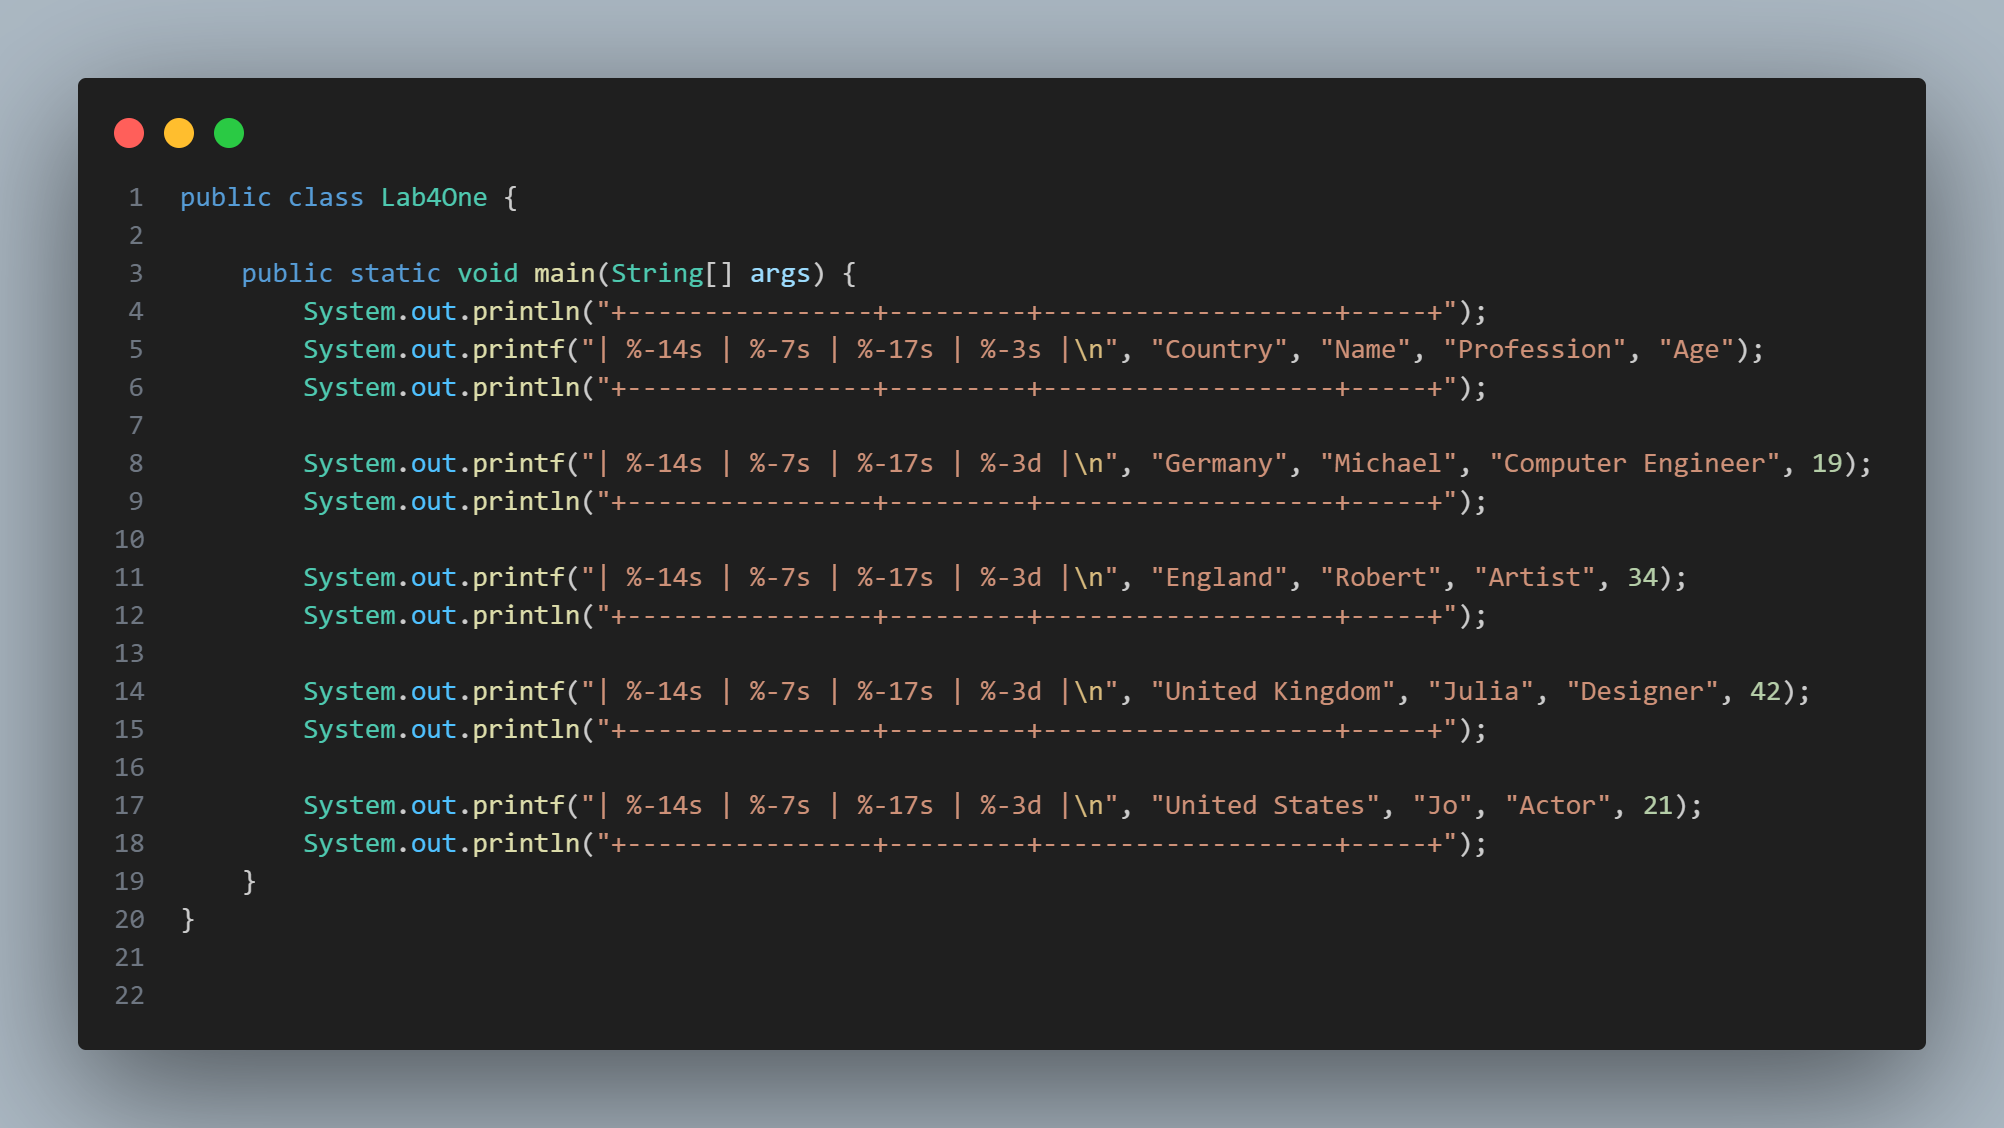 1 public class Lab4One {
2
3     public static void main(String[] args) {
4         System.out.println("+----------------+---------+-------------------+-----+");
5         System.out.printf("| %-14s | %-7s | %-17s | %-3s |\n", "Country", "Name", "Profession", "Age");
6         System.out.println("+----------------+---------+-------------------+-----+");
7
8         System.out.printf("| %-14s | %-7s | %-17s | %-3d |\n", "Germany", "Michael", "Computer Engineer", 19);
9         System.out.println("+----------------+---------+-------------------+-----+");
10
11         System.out.printf("| %-14s | %-7s | %-17s | %-3d |\n", "England", "Robert", "Artist", 34);
12         System.out.println("+----------------+---------+-------------------+-----+");
13
14         System.out.printf("| %-14s | %-7s | %-17s | %-3d |\n", "United Kingdom", "Julia", "Designer", 42);
15         System.out.println("+----------------+---------+-------------------+-----+");
16
17         System.out.printf("| %-14s | %-7s | %-17s | %-3d |\n", "United States", "Jo", "Actor", 21);
18         System.out.println("+----------------+---------+-------------------+-----+");
19     }
20 }
21
22